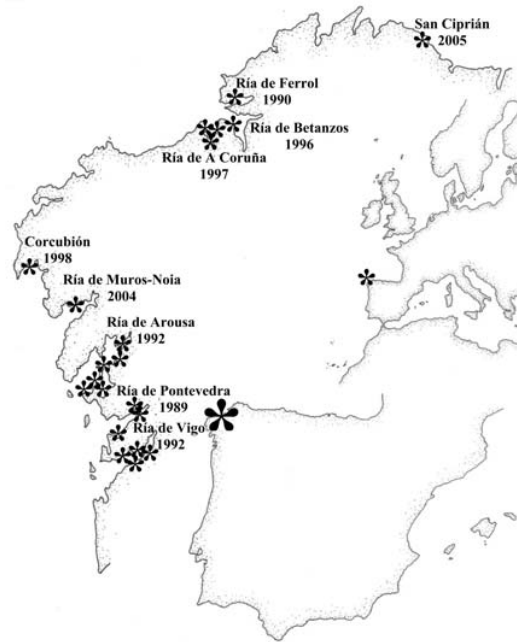 San Ciprián
2005
Ría de Ferrol
1990
Ría de Betanzos
1996
Ría de A Coruña
1997
Corcubión
1998
Ría de Muros-Noia
2004
Ría de Arousa
1992
Ría de Pontevedra
1989
Ría de Vigo
1992